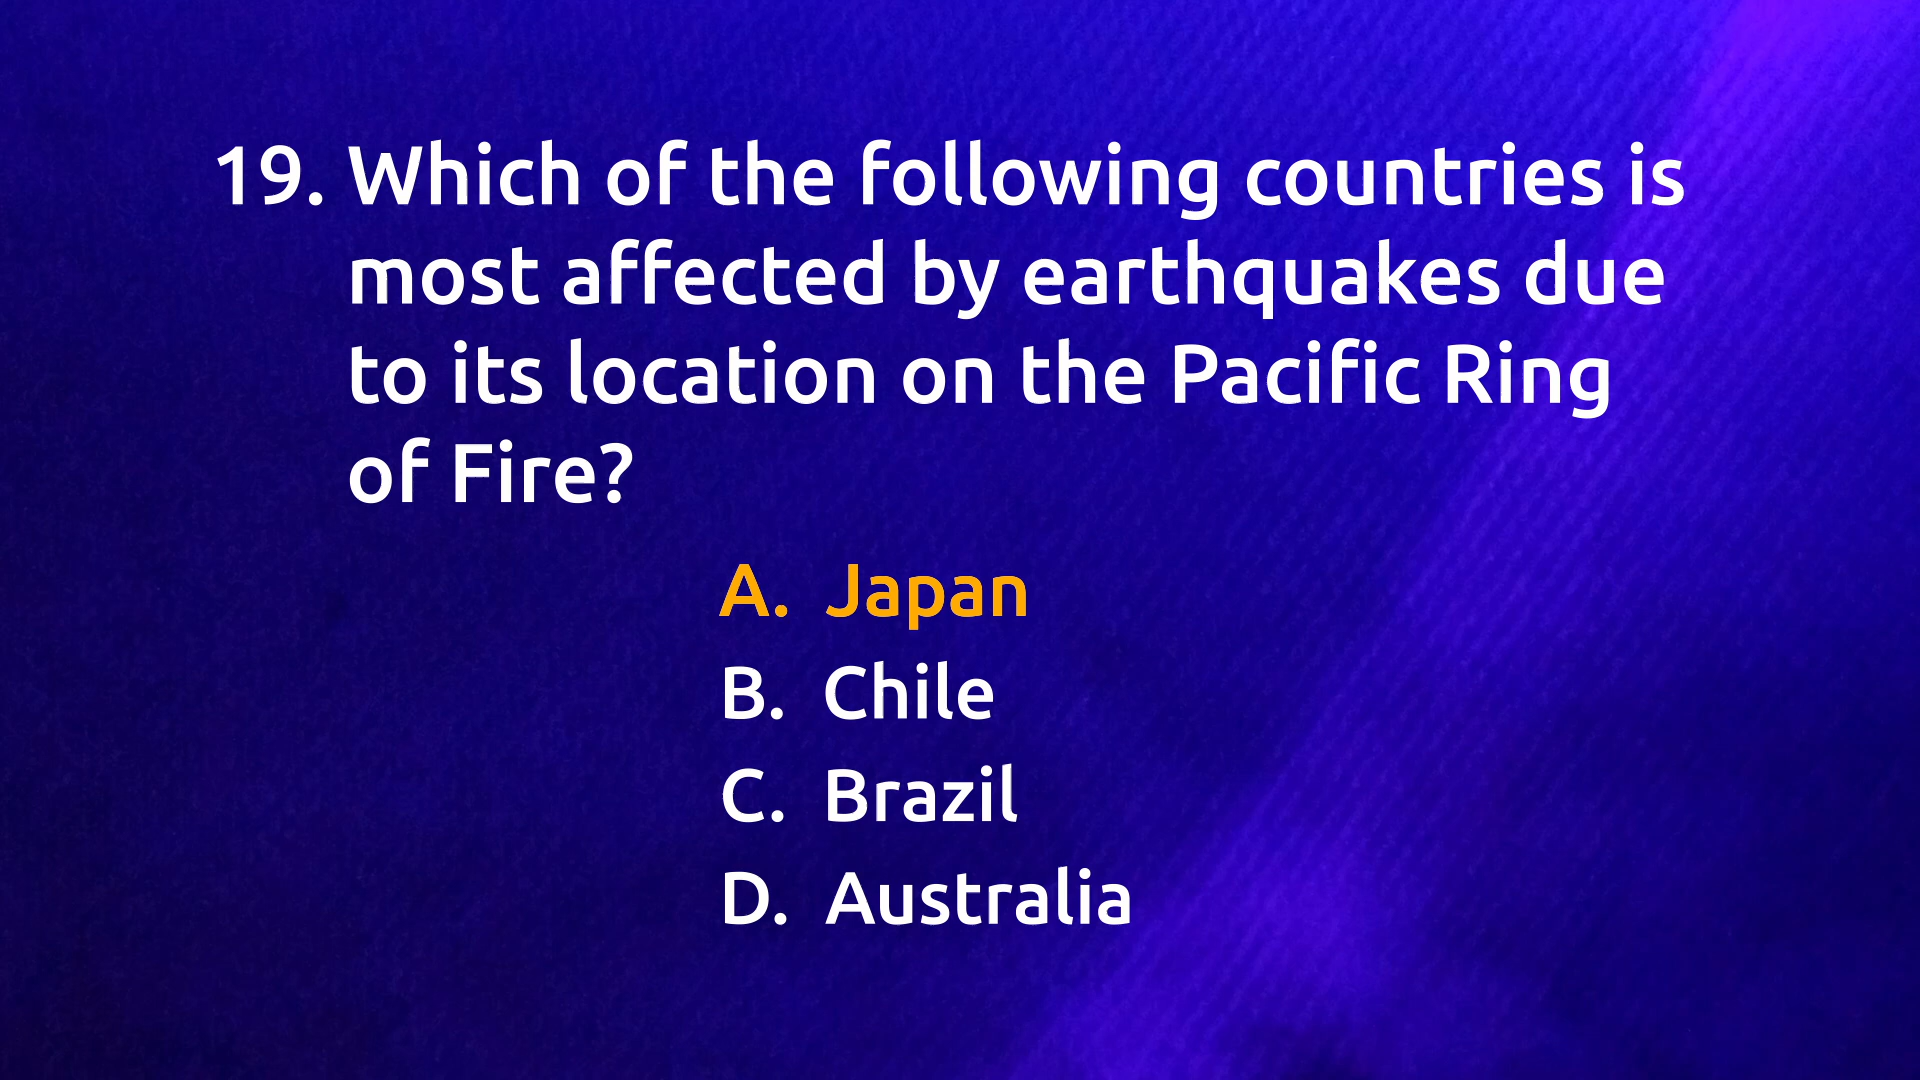 19. Which of the following countries is
most affected by earthquakes due
to its location on the Pacific Ring
of Fire?
A. Japan
B. Chile
C. Brazil
D. Australia